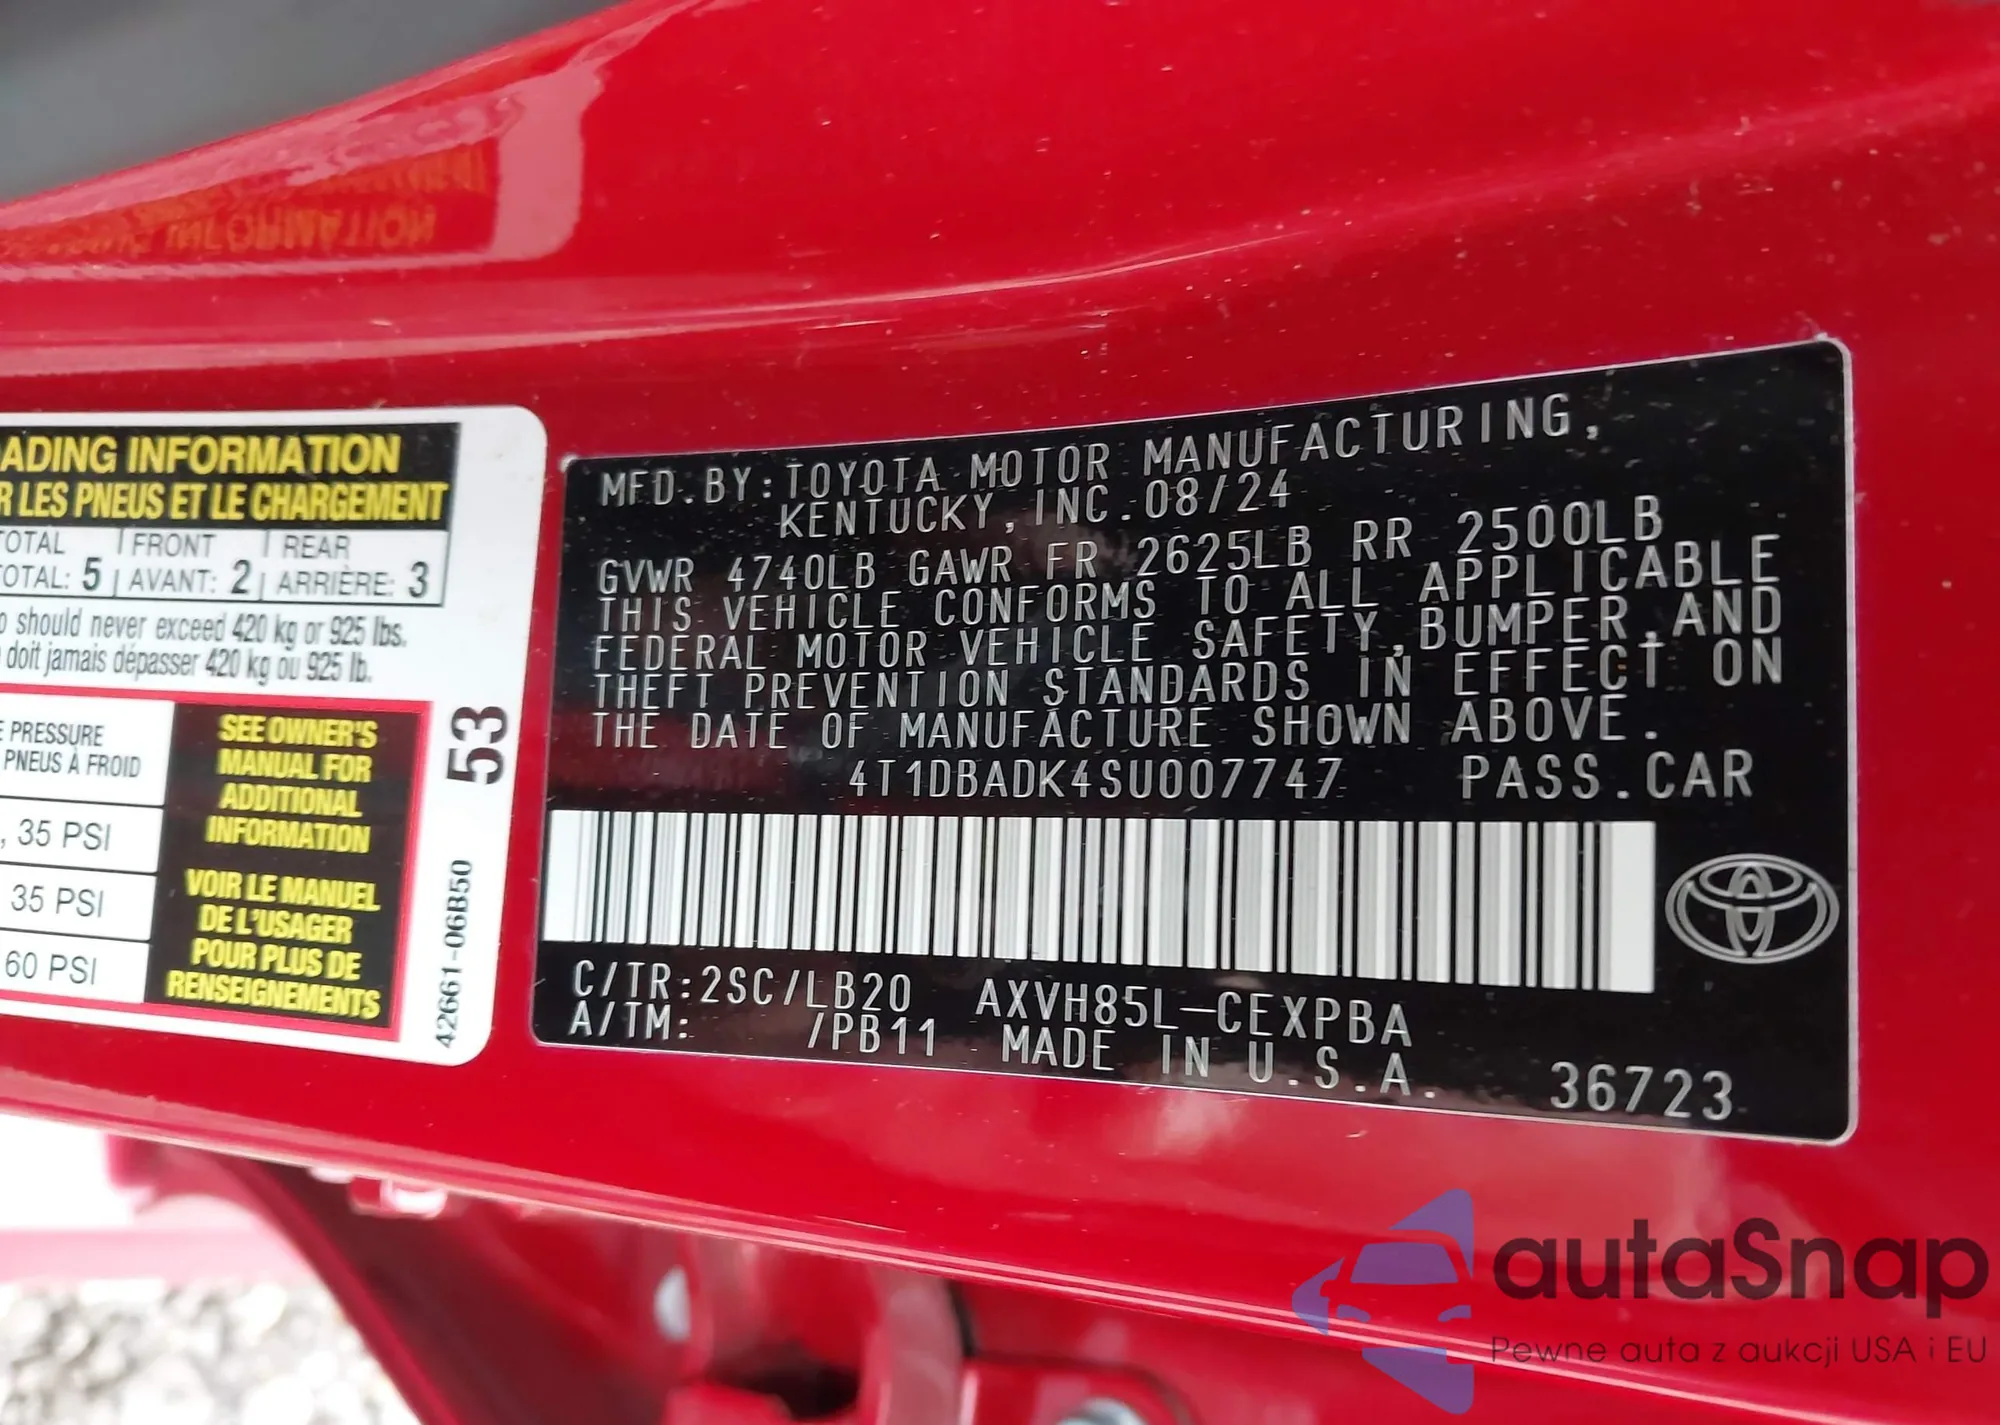 ADING INFORMATION
R LES PNEUS ET LE CHARGEMENT
OTAL FRONT REAR
OTAL: 5 AVANT: 2 ARRIÈRE: 3
o should never exceed 420 kg or 925 lbs.
doit jamais dépasser 420 kg ou 925 lb.
E PRESSURE
PNEUS À FROID
, 35 PSI
35 PSI
60 PSI
SEE OWNER'S
MANUAL FOR
ADDITIONAL
INFORMATION
VOIR LE MANUEL
DE L'USAGER
POUR PLUS DE
RENSEIGNEMENTS
53
42661-06B50
MFD.BY:TOYOTA MOTOR MANUFACTURING,
KENTUCKY,INC.08/24
GVWR 4740LB GAWR FR 2625LB RR 2500LB
THIS VEHICLE CONFORMS TO ALL APPLICABLE
FEDERAL MOTOR VEHICLE SAFETY,BUMPER,AND
THEFT PREVENTION STANDARDS IN EFFECT ON
THE DATE OF MANUFACTURE SHOWN ABOVE.
4T1DBADK4SU007747 PASS.CAR
C/TR:2SC/LB20 AXVH85L-CEXPBA
A/TM: /PB11 MADE IN U.S.A. 36723
autaSnap
Pewne auta z aukcji USA i EU